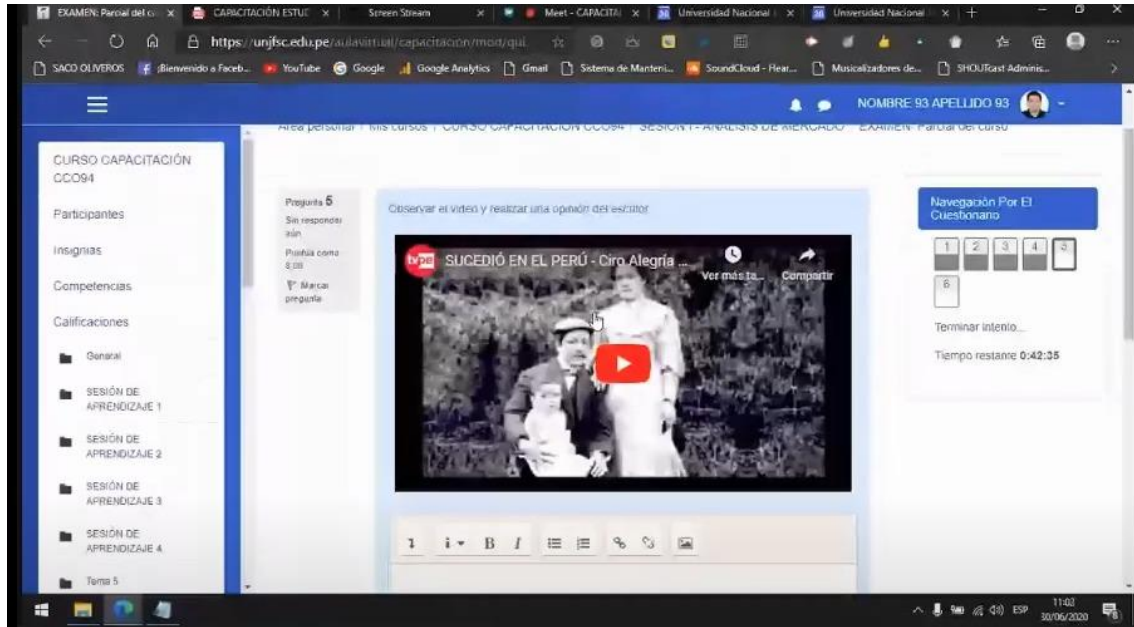 EXAMEN: Parcial del c
CAPACITACIÓN ESTUD
Screen Stream
Meet - CAPACITA
Universidad Nacional
Universidad Nacional
https://unjfsc.edu.pe/aulavirtual/capacitacion/mod/qui
SACO OLIVEROS
¡Bienvenido a Faceb...
YouTube
Google
Google Analytics
Gmail
Sistema de Manteni...
SoundCloud - Hear...
Musicalizadores de...
SHOUTcast Adminis...
NOMBRE 93 APELLIDO 93
Área personal / Mis cursos / CURSO CAPACITACIÓN CCO94 / SESIÓN I - ANÁLISIS DE MERCADO / EXAMEN: Parcial del curso
CURSO CAPACITACIÓN
CCO94
Participantes
Insignias
Competencias
Calificaciones
General
SESIÓN DE
APRENDIZAJE 1
SESIÓN DE
APRENDIZAJE 2
SESIÓN DE
APRENDIZAJE 3
SESIÓN DE
APRENDIZAJE 4
Tema 5
Pregunta 5
Sin responder
aún
Puntúa como
Marcar
pregunta
Observar el video y realizar una opinión del escritor
tvpe
SUCEDIÓ EN EL PERÚ - Ciro Alegría ...
Ver más ta...
Compartir
B I
Navegación Por El
Cuestionario
1 2 3 4 5
6
Terminar intento...
Tiempo restante 0:42:35
ESP
11:03
30/06/2020